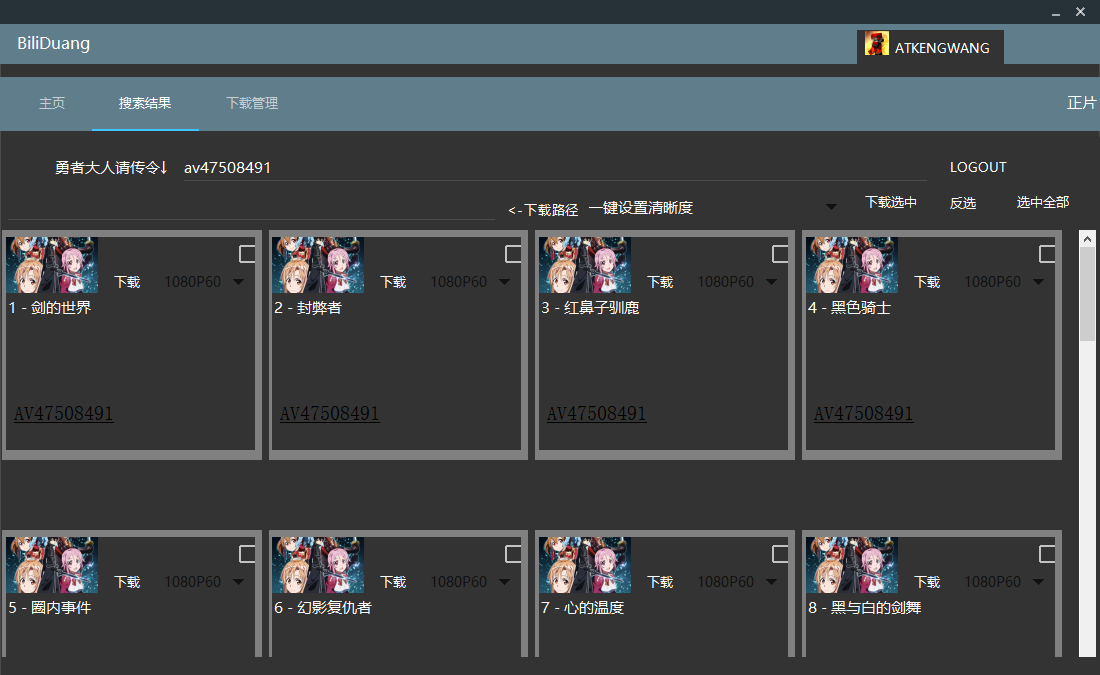 BiliDuang
ATKENGWANG
主页 搜索结果 下载管理 正片
勇者大人请传令↓ av47508491 LOGOUT
<-下载路径 一键设置清晰度 下载选中 反选 选中全部
下载 1080P60 下载 1080P60 下载 1080P60 下载 1080P60
1 - 剑的世界 2 - 封弊者 3 - 红鼻子驯鹿 4 - 黑色骑士
AV47508491 AV47508491 AV47508491 AV47508491
下载 1080P60 下载 1080P60 下载 1080P60 下载 1080P60
5 - 圈内事件 6 - 幻影复仇者 7 - 心的温度 8 - 黑与白的剑舞